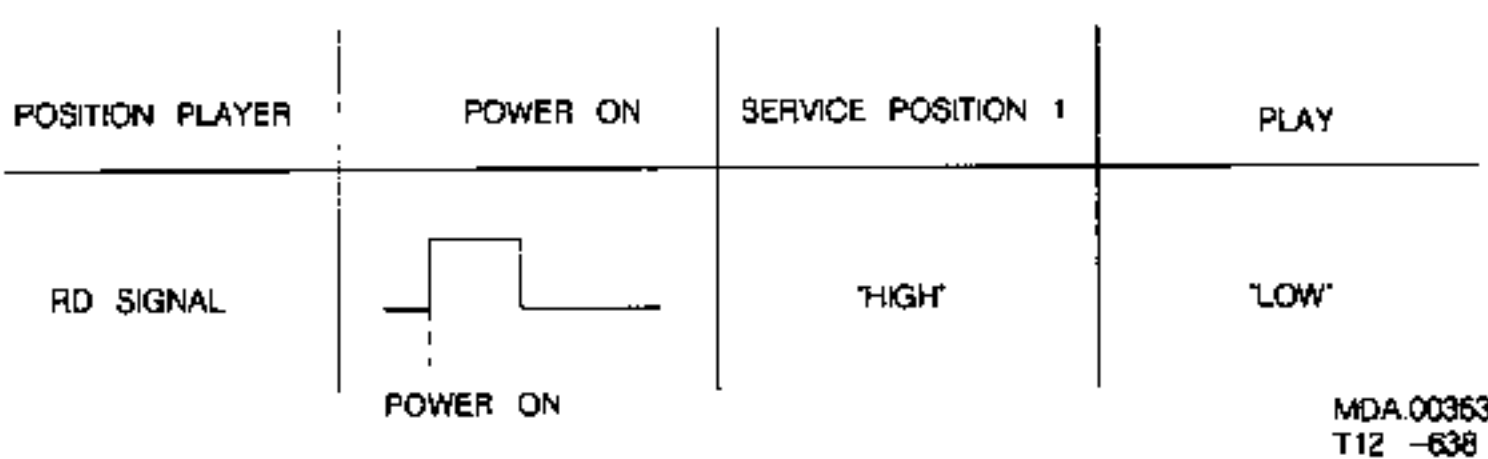 POSITION PLAYER POWER ON SERVICE POSITION 1 PLAY
RD SIGNAL "HIGH" "LOW"
POWER ON
MDA.00363
T12 -638